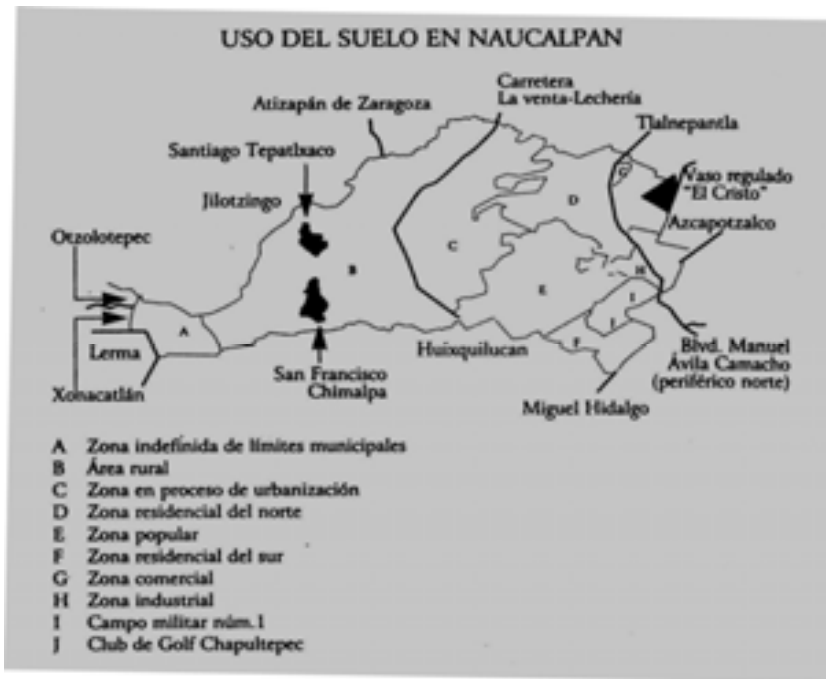 USO DEL SUELO EN NAUCALPAN
Carretera
La venta-Lechería
Atizapán de Zaragoza
Tlalnepantla
Santiago Tepatlxaco
Vaso regulado
"El Cristo"
Jilotzingo
G
D
Azcapotzalco
Otzolotepec
C
B
H
E
I
A
J
F
Lerma
Huixquilucan
Blvd. Manuel
Ávila Camacho
(periférico norte)
San Francisco
Chimalpa
Xonacatlán
Miguel Hidalgo
A Zona indefinida de límites municipales
B Área rural
C Zona en proceso de urbanización
D Zona residencial del norte
E Zona popular
F Zona residencial del sur
G Zona comercial
H Zona industrial
I Campo militar núm.1
J Club de Golf Chapultepec